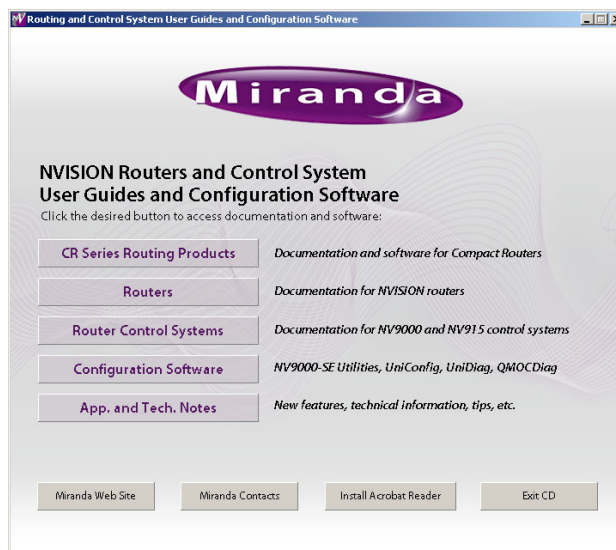 Routing and Control System User Guides and Configuration Software
Miranda
NVISION Routers and Control System
User Guides and Configuration Software
Click the desired button to access documentation and software:
CR Series Routing Products
Documentation and software for Compact Routers
Routers
Documentation for NVISION routers
Router Control Systems
Documentation for NV9000 and NV915 control systems
Configuration Software
NV9000-SE Utilities, UniConfig, UniDiag, QMOCDiag
App. and Tech. Notes
New features, technical information, tips, etc.
Miranda Web Site
Miranda Contacts
Install Acrobat Reader
Exit CD